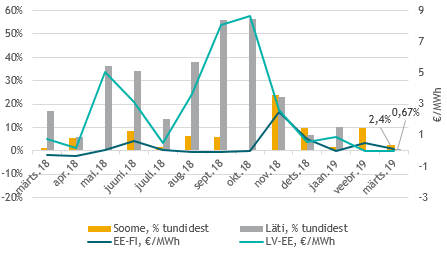 60%
50%
40%
30%
20%
10%
0%
-10%
-20%
9
7
5
3
1
-1
-3
€/MWh
2,4%
0,67%
märts.18
apr.18
mai.18
juuni.18
juuli.18
aug.18
sept.18
okt.18
nov.18
dets.18
jaan.19
veebr.19
märts.19
Soome, % tundidest
Läti, % tundidest
EE-FI, €/MWh
LV-EE, €/MWh